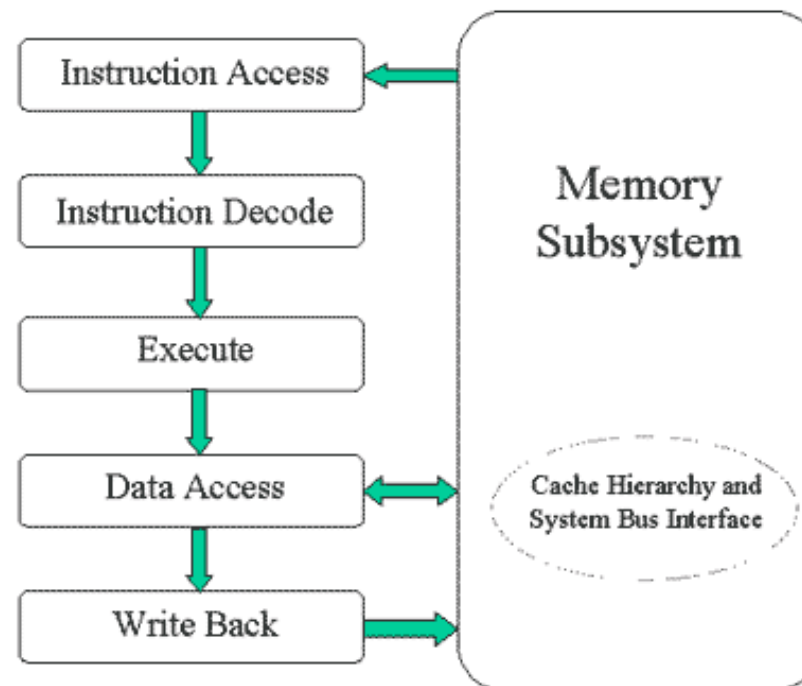 Instruction Access
Instruction Decode
Execute
Data Access
Write Back
Memory
Subsystem
Cache Hierarchy and
System Bus Interface